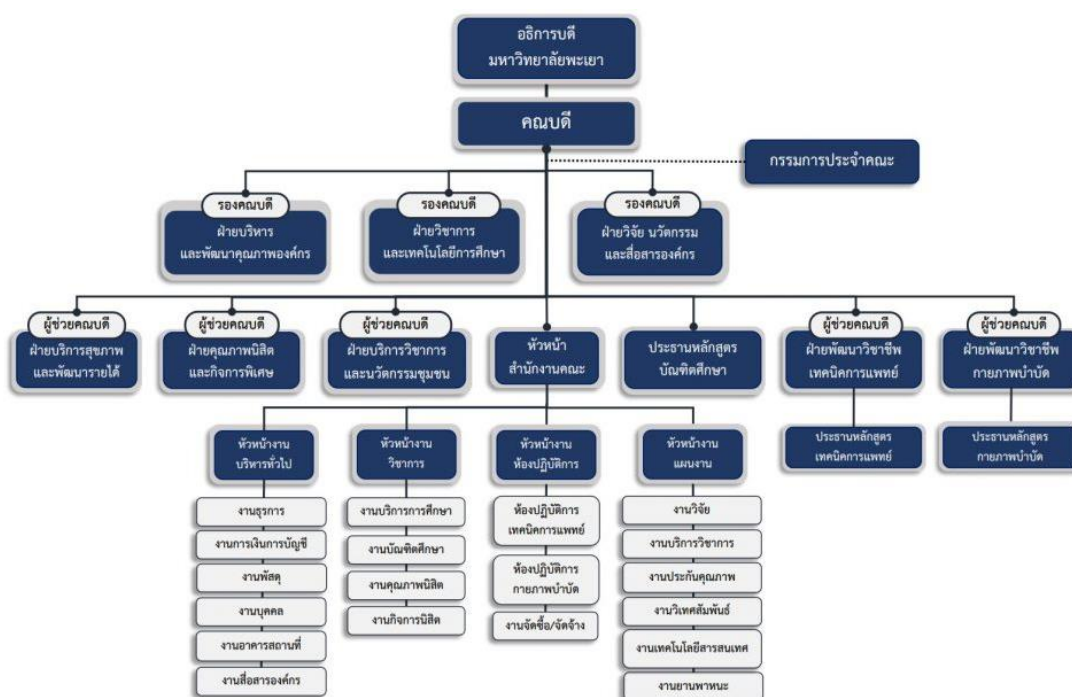 อธิการบดี
มหาวิทยาลัยพะเยา
คณบดี
กรรมการประจำคณะ
รองคณบดี
ฝ่ายบริหาร
และพัฒนาคุณภาพองค์กร
รองคณบดี
ฝ่ายวิชาการ
และเทคโนโลยีการศึกษา
รองคณบดี
ฝ่ายวิจัย นวัตกรรม
และสื่อสารองค์กร
ผู้ช่วยคณบดี
ฝ่ายบริการสุขภาพ
และพัฒนารายได้
ผู้ช่วยคณบดี
ฝ่ายคุณภาพนิสิต
และกิจการพิเศษ
ผู้ช่วยคณบดี
ฝ่ายบริการวิชาการ
และนวัตกรรมชุมชน
หัวหน้า
สำนักงานคณะ
ประธานหลักสูตร
บัณฑิตศึกษา
ผู้ช่วยคณบดี
ฝ่ายพัฒนาวิชาชีพ
เทคนิคการแพทย์
ผู้ช่วยคณบดี
ฝ่ายพัฒนาวิชาชีพ
กายภาพบำบัด
ประธานหลักสูตร
เทคนิคการแพทย์
ประธานหลักสูตร
กายภาพบำบัด
หัวหน้างาน
บริหารทั่วไป
งานธุรการ
งานการเงินการบัญชี
งานพัสดุ
งานบุคคล
งานอาคารสถานที่
งานสื่อสารองค์กร
หัวหน้างาน
วิชาการ
งานบริการการศึกษา
งานบัณฑิตศึกษา
งานคุณภาพนิสิต
งานกิจการนิสิต
หัวหน้างาน
ห้องปฏิบัติการ
ห้องปฏิบัติการ
เทคนิคการแพทย์
ห้องปฏิบัติการ
กายภาพบำบัด
งานจัดซื้อ/จัดจ้าง
หัวหน้างาน
แผนงาน
งานวิจัย
งานบริการวิชาการ
งานประกันคุณภาพ
งานวิเทศสัมพันธ์
งานเทคโนโลยีสารสนเทศ
งานยานพาหนะ